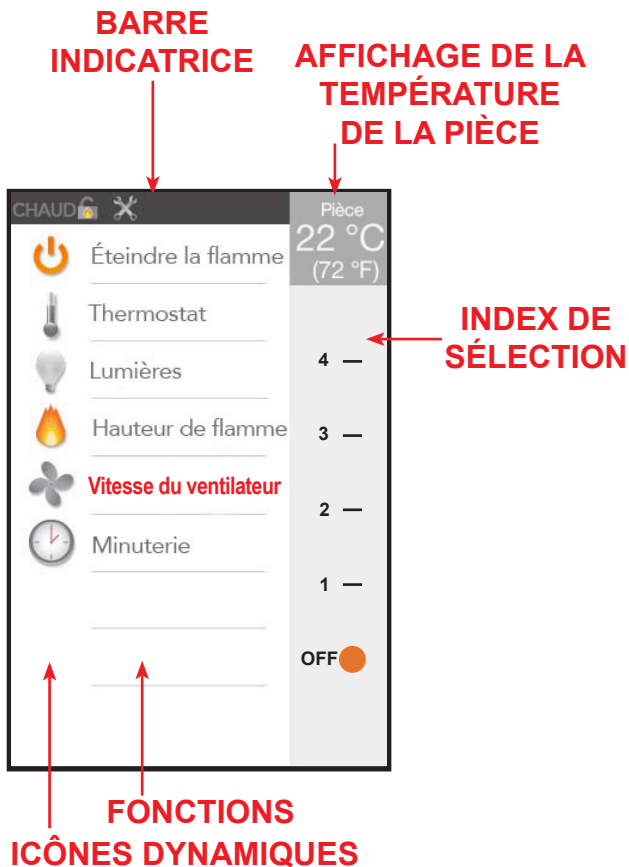 BARRE
INDICATRICE
AFFICHAGE DE LA
TEMPÉRATURE
DE LA PIÈCE
CHAUD
Pièce
22 °C
(72 °F)
Éteindre la flamme
Thermostat
Lumières
Hauteur de flamme
Vitesse du ventilateur
Minuterie
INDEX DE
SÉLECTION
4
3
2
1
OFF
FONCTIONS
ICÔNES DYNAMIQUES